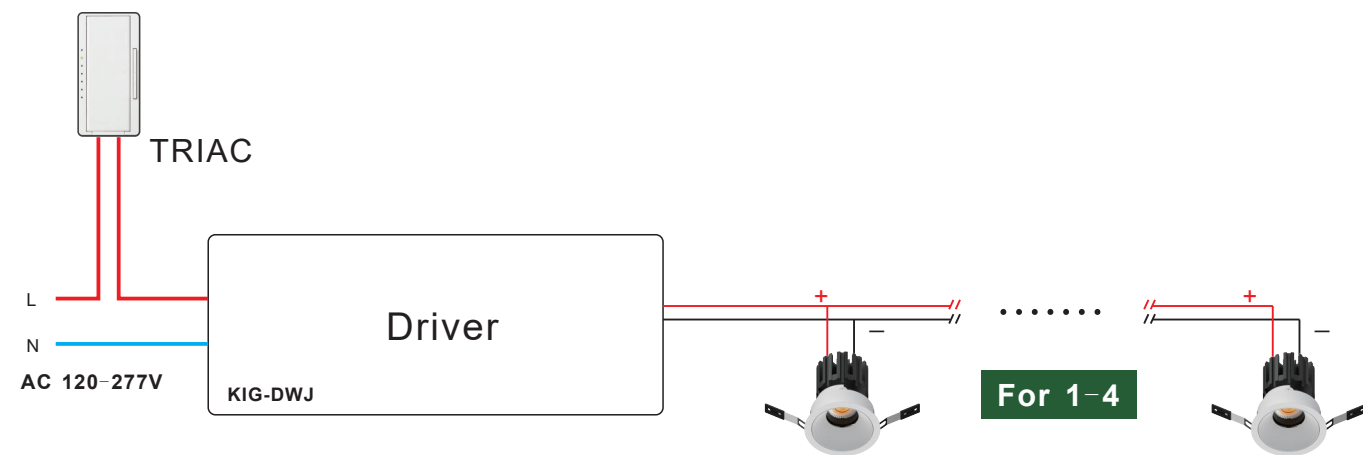 TRIAC
L
Driver
N
AC 120-277V
KIG-DWJ
+
−
For 1-4
+
−